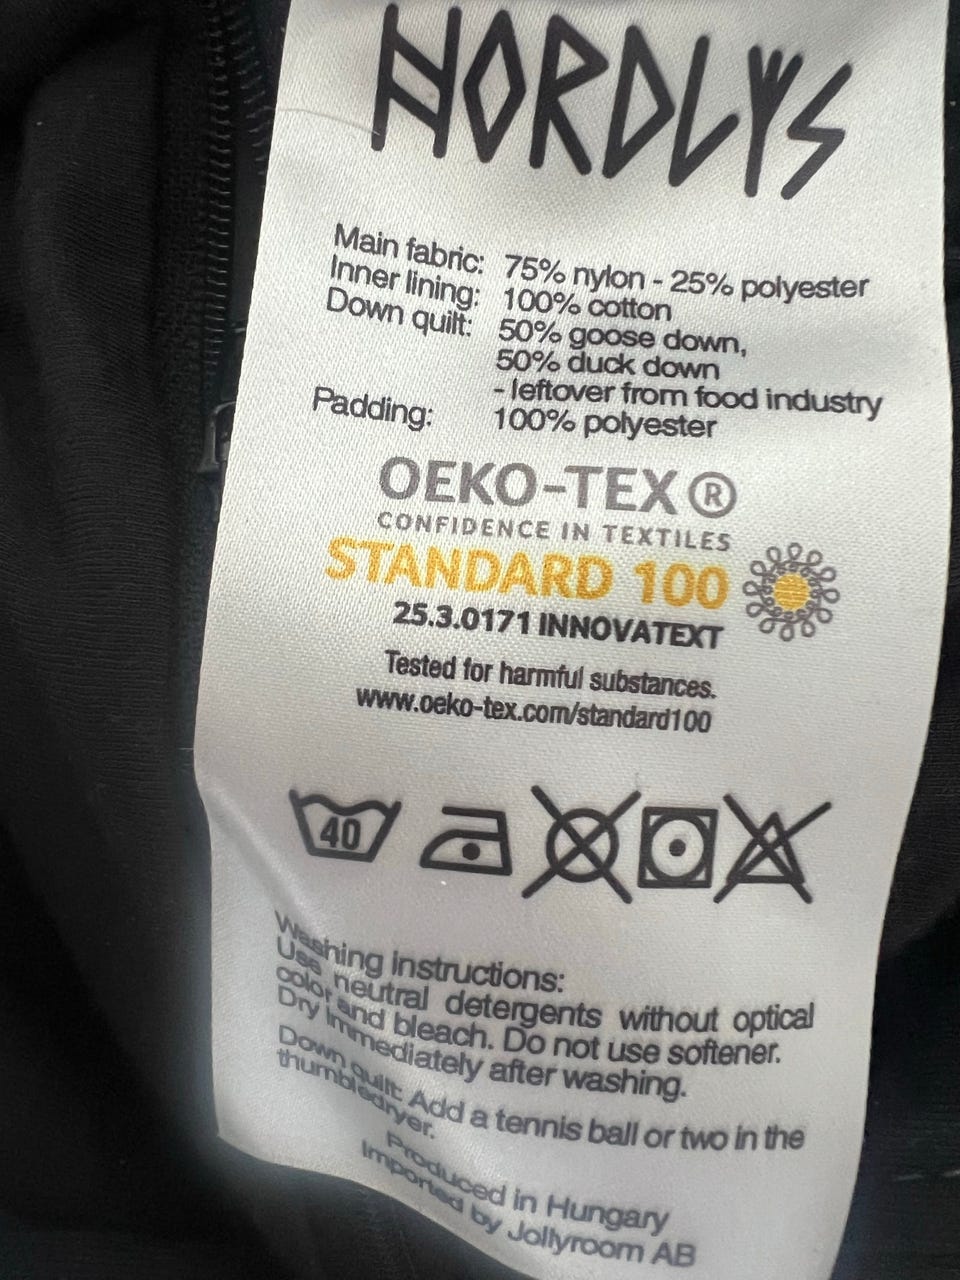 NORDLYS
Main fabric: 75% nylon - 25% polyester
Inner lining: 100% cotton
Down quilt: 50% goose down,
50% duck down
- leftover from food industry
Padding: 100% polyester
OEKO-TEX®
CONFIDENCE IN TEXTILES
STANDARD 100
25.3.0171 INNOVATEXT
Tested for harmful substances.
www.oeko-tex.com/standard100
40
Washing instructions:
Use neutral detergents without optical
color and bleach. Do not use softener.
Dry immediately after washing.
Down quilt: Add a tennis ball or two in the
thumbledryer.
Produced in Hungary
Imported by Jollyroom AB